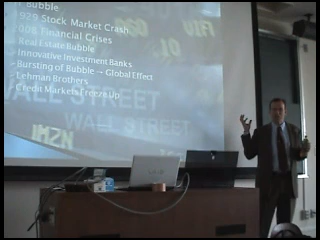 Bubble
1929 Stock Market Crash
2008 Financial Crises
Real Estate Bubble
Innovative Investment Banks
Bursting of Bubble – Global Effect
Lehman Brothers
Credit Markets Freeze Up
WALL STREET
WALL STREET